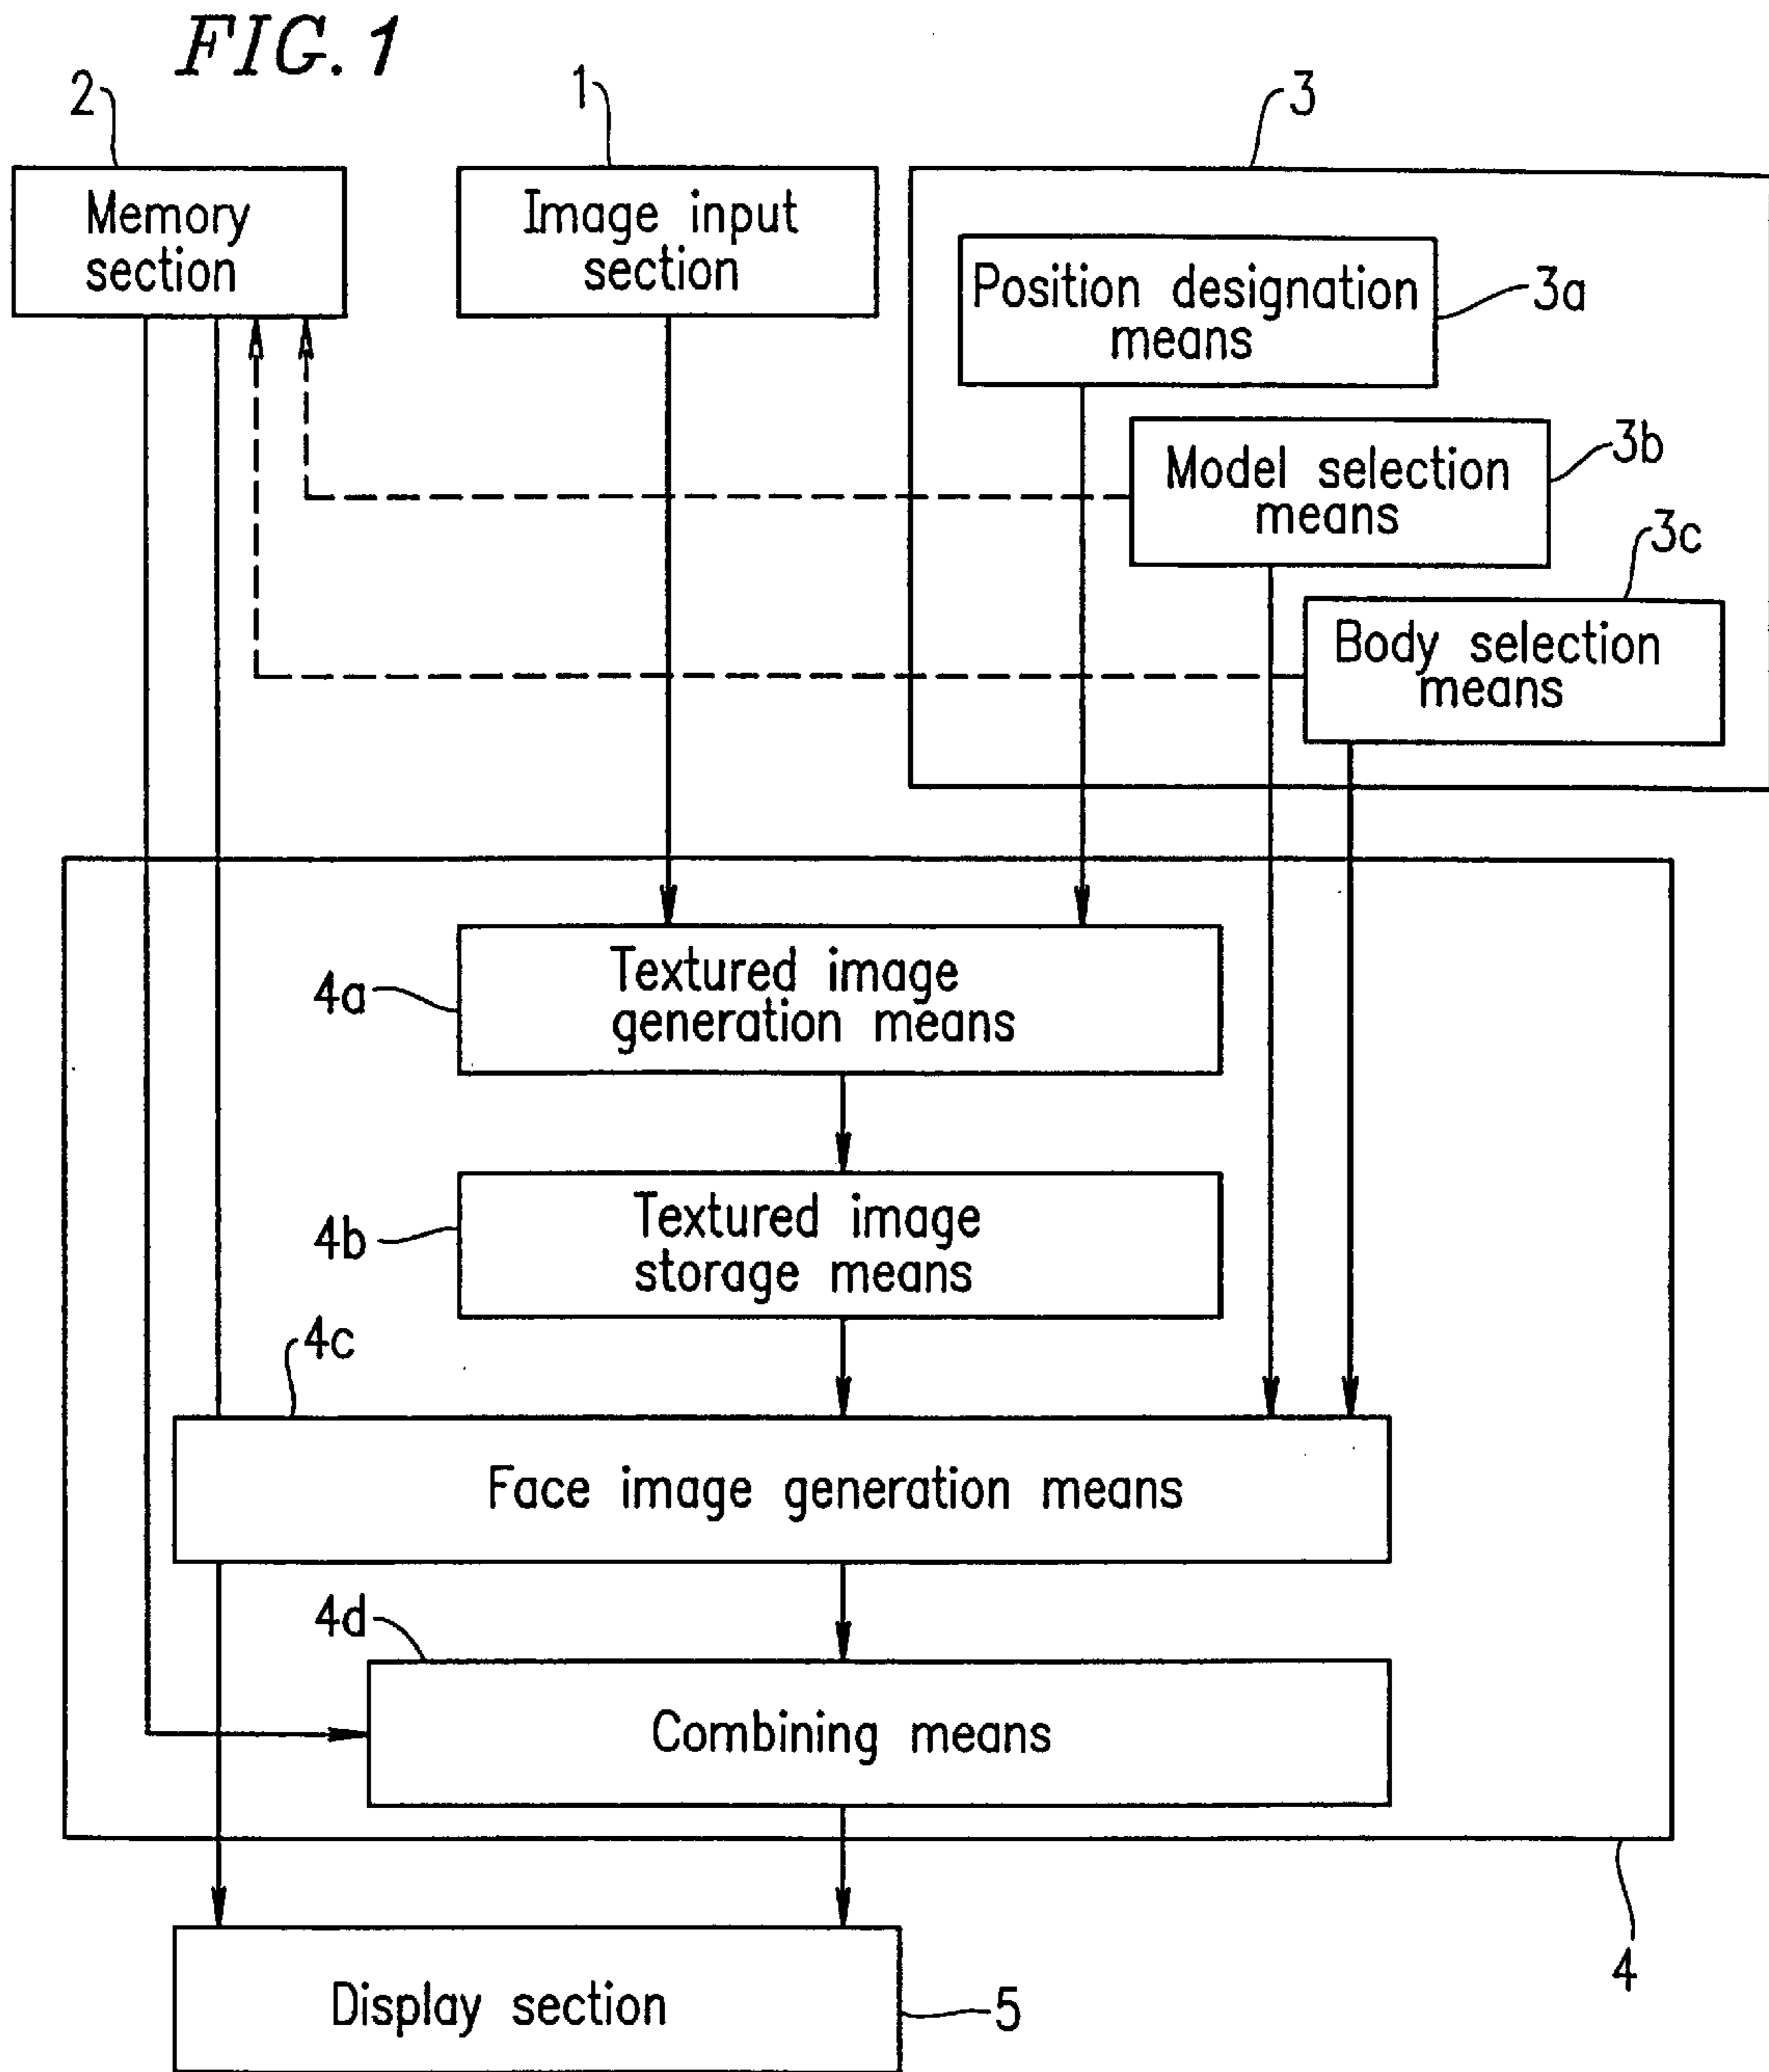 FIG. 1
2
1
3
Memory
section
Image input
section
Position designation
means
3a
Model selection
means
3b
3c
Body selection
means
4a
Textured image
generation means
4b
Textured image
storage means
4c
Face image generation means
4d
Combining means
4
Display section
5